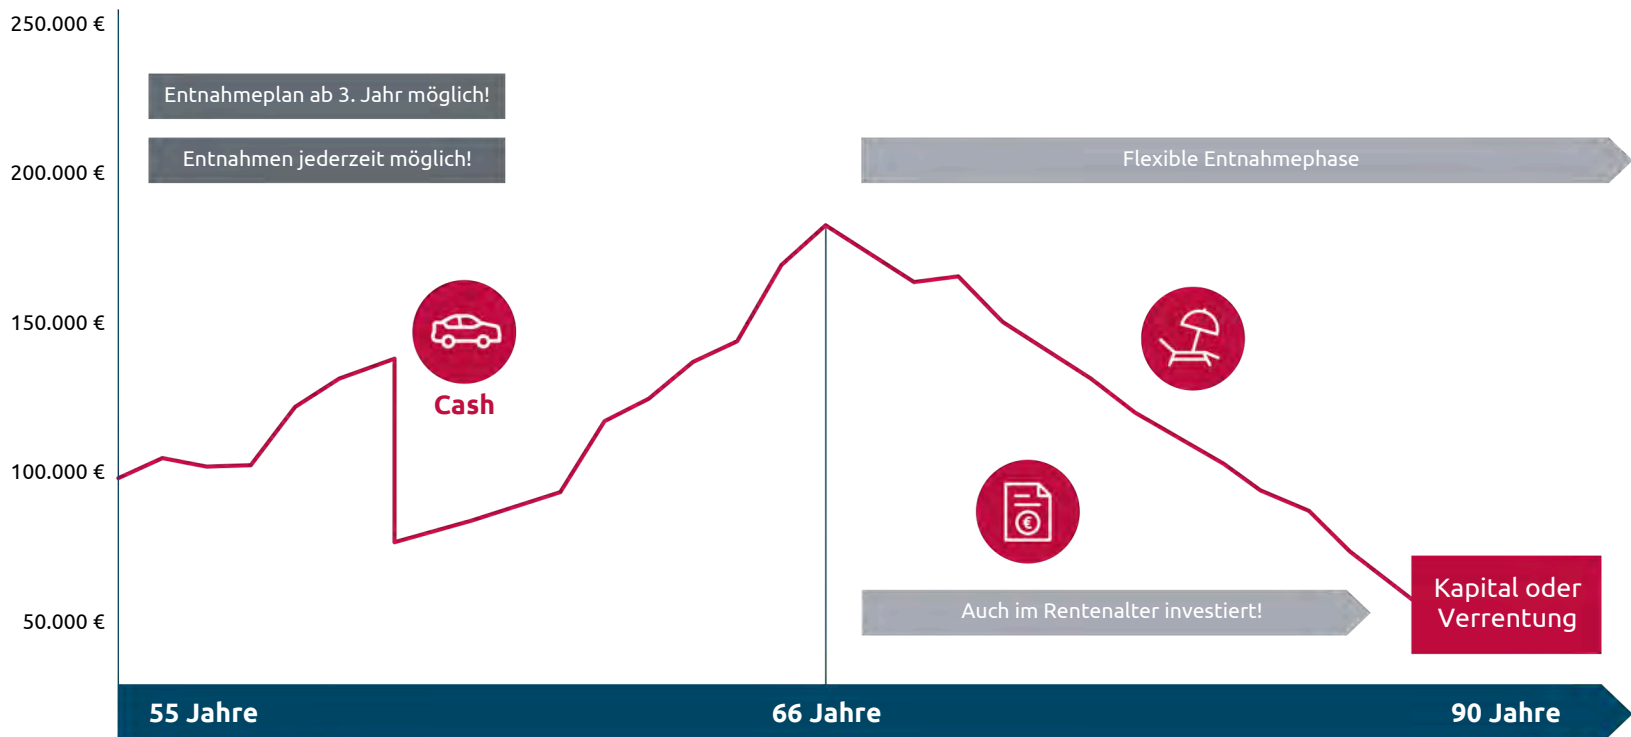 250.000 €
200.000 €
150.000 €
100.000 €
50.000 €
Entnahmeplan ab 3. Jahr möglich!
Entnahmen jederzeit möglich!
Flexible Entnahmephase
Cash
€
Auch im Rentenalter investiert!
Kapital oder
Verrentung
55 Jahre
66 Jahre
90 Jahre